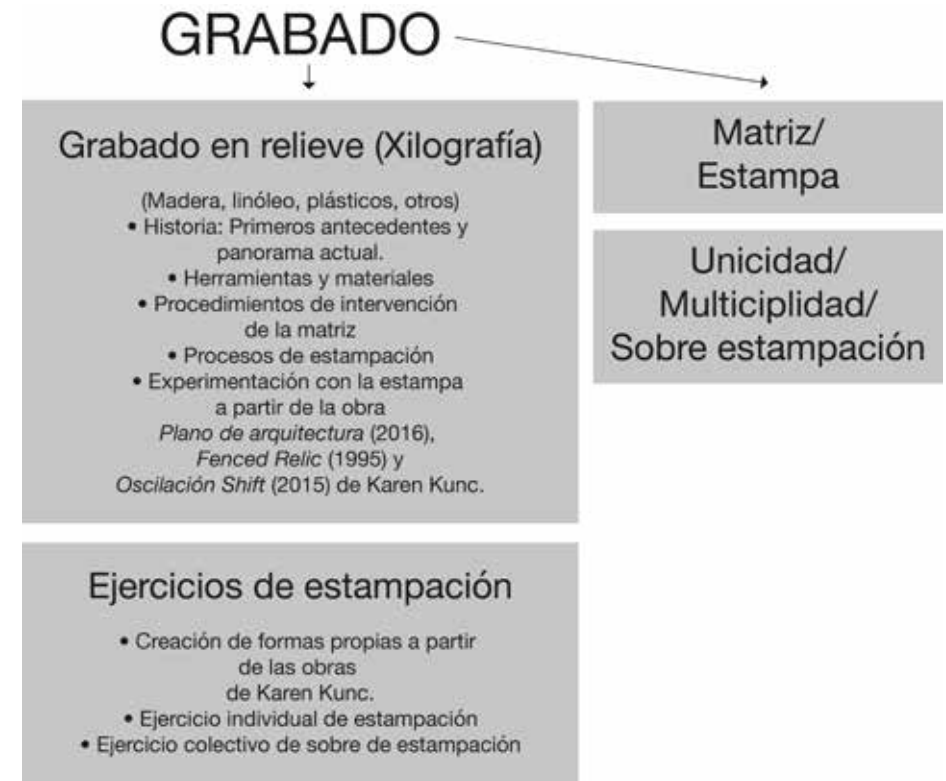 GRABADO
Grabado en relieve (Xilografía)
(Madera, linóleo, plásticos, otros)
• Historia: Primeros antecedentes y
panorama actual.
• Herramientas y materiales
• Procedimientos de intervención
de la matriz
• Procesos de estampación
• Experimentación con la estampa
a partir de la obra
Plano de arquitectura (2016),
Fenced Relic (1995) y
Oscilación Shift (2015) de Karen Kunc.
Ejercicios de estampación
• Creación de formas propias a partir
de las obras
de Karen Kunc.
• Ejercicio individual de estampación
• Ejercicio colectivo de sobre de estampación
Matriz/
Estampa
Unicidad/
Multiciplidad/
Sobre estampación